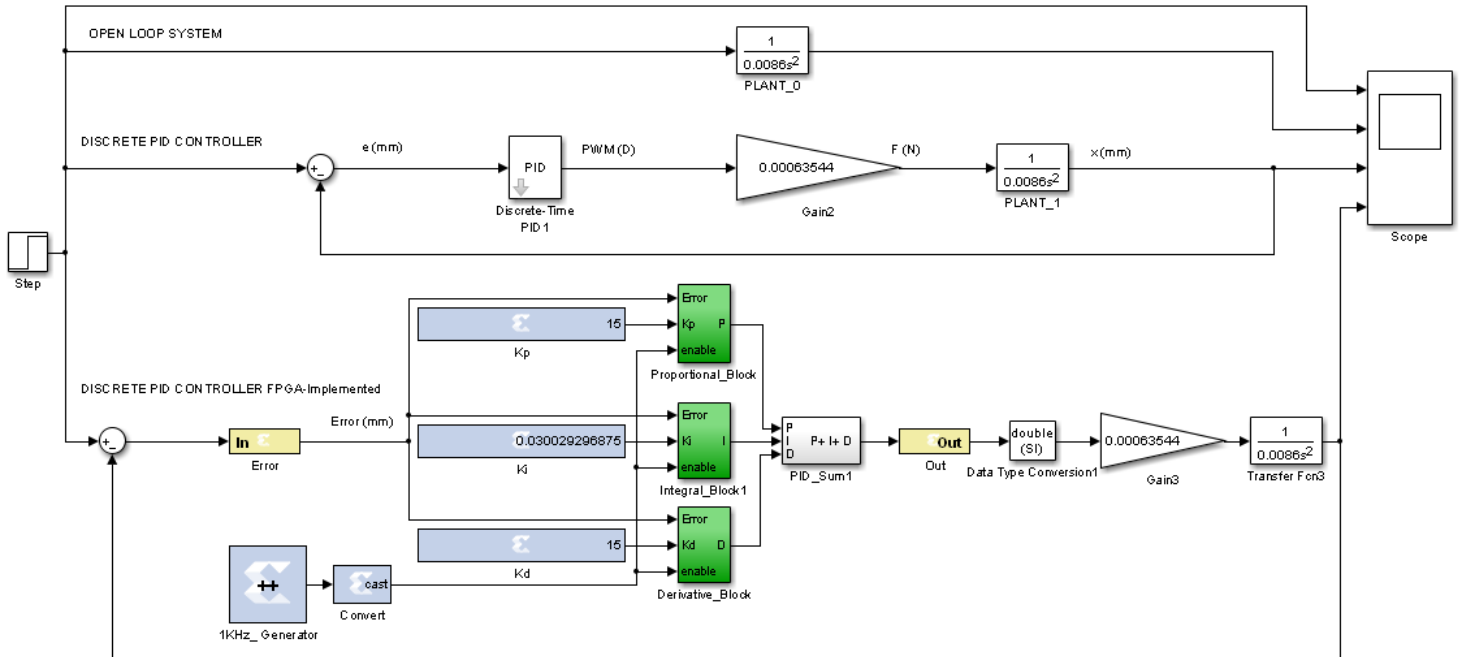 OPEN LOOP SYSTEM
1
0.0086s²
PLANT_0
DISCRETE PID CONTROLLER
e (mm)
PID
Discrete-Time
PID1
PWM (D)
0.00063544
Gain2
F (N)
1
0.0086s²
PLANT_1
x(mm)
Scope
Step
+
−
DISCRETE PID CONTROLLER FPGA-Implemented
+
−
In
Error
Error (mm)
15
Kp
Error
Kp P
enable
Proportional_Block
0.030029296875
Ki
Error
Ki I
enable
Integral_Block1
15
Kd
Error
Kd D
enable
Derivative_Block
++
1KHz_ Generator
cast
Convert
P
I P+ I+ D
D
PID_Sum1
Out
Out
double
(SI)
Data Type Conversion1
0.00063544
Gain3
1
0.0086s²
Transfer Fcn3